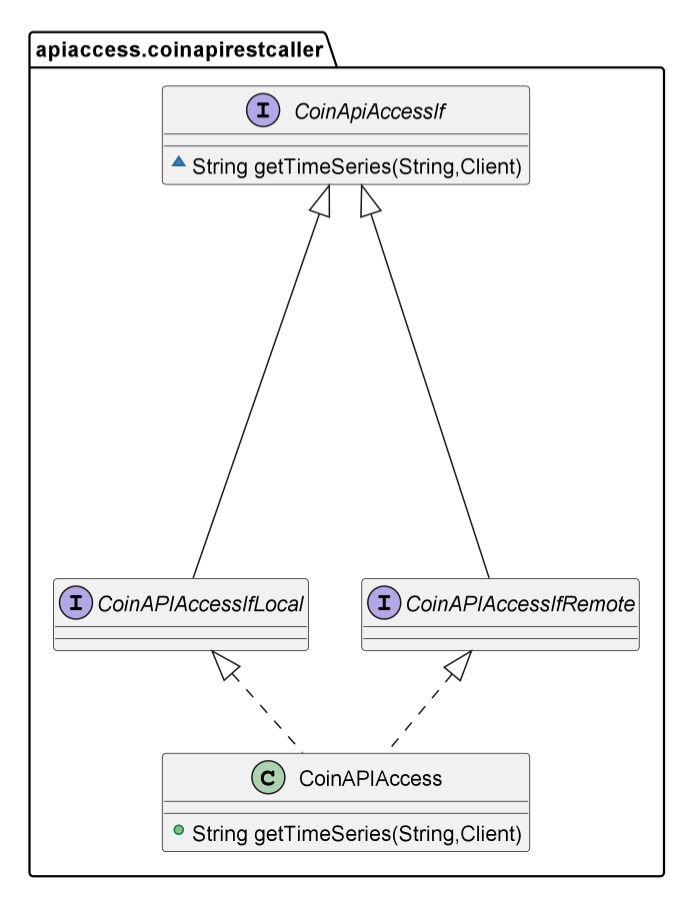 apiaccess.coinapirestcaller
I CoinApiAccessIf
String getTimeSeries(String,Client)
I CoinAPIAccessIfLocal
I CoinAPIAccessIfRemote
C CoinAPIAccess
String getTimeSeries(String,Client)